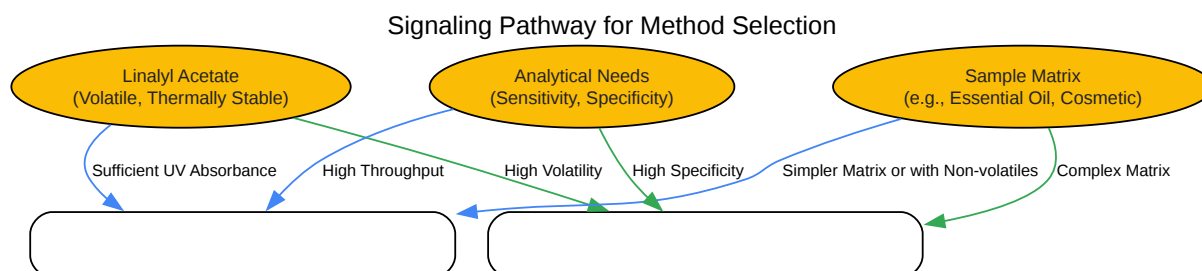 Signaling Pathway for Method Selection
Linalyl Acetate
(Volatile, Thermally Stable)
Analytical Needs
(Sensitivity, Specificity)
Sample Matrix
(e.g., Essential Oil, Cosmetic)
Sufficient UV Absorbance
High Throughput
High Volatility
High Specificity
Simpler Matrix or with Non-volatiles
Complex Matrix